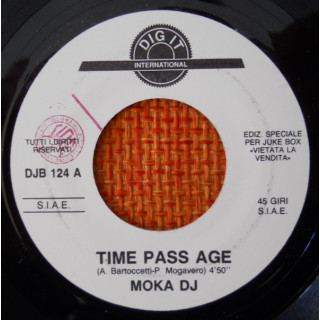 DIG IT
INTERNATIONAL
TUTTI I DIRITTI
RISERVATI
DJB 124 A
S.I.A.E.
EDIZ. SPECIALE
PER JUKE BOX
«VIETATA LA
VENDITA»
45 GIRI
S.I.A.E.
TIME PASS AGE
(A. Bartoccetti-P. Mogavero) 4'50''
MOKA DJ